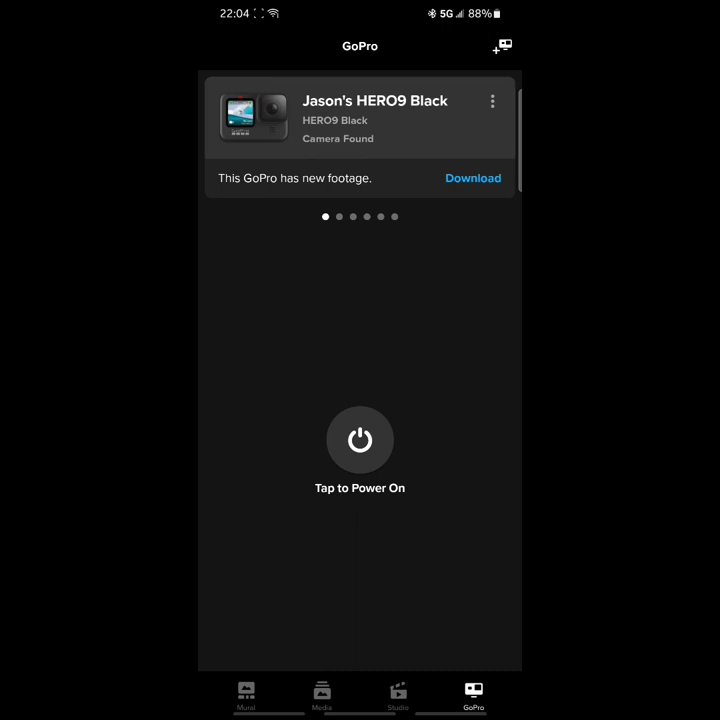 22:04
5G 88%
GoPro
Jason's HERO9 Black
HERO9 Black
Camera Found
This GoPro has new footage.
Download
Tap to Power On
Mural
Media
Studio
GoPro